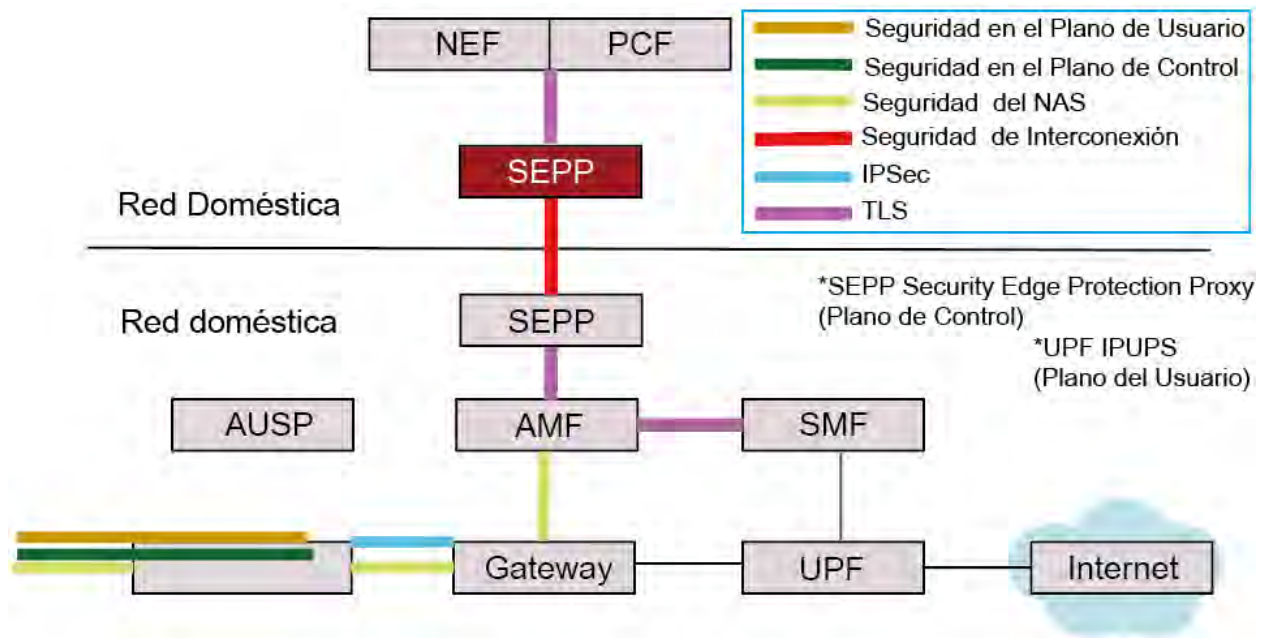 NEF
PCF
Seguridad en el Plano de Usuario
Seguridad en el Plano de Control
Seguridad del NAS
Seguridad de Interconexión
IPSec
TLS
SEPP
Red Doméstica
Red doméstica
SEPP
*SEPP Security Edge Protection Proxy
(Plano de Control)
*UPF IPUPS
(Plano del Usuario)
AUSP
AMF
SMF
Gateway
UPF
Internet